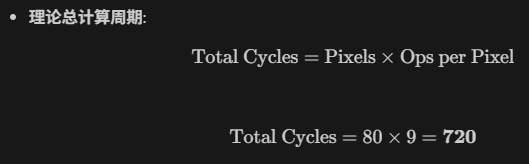 • 理论总计算周期:
Total Cycles = Pixels × Ops per Pixel
Total Cycles = 80 × 9 = 720